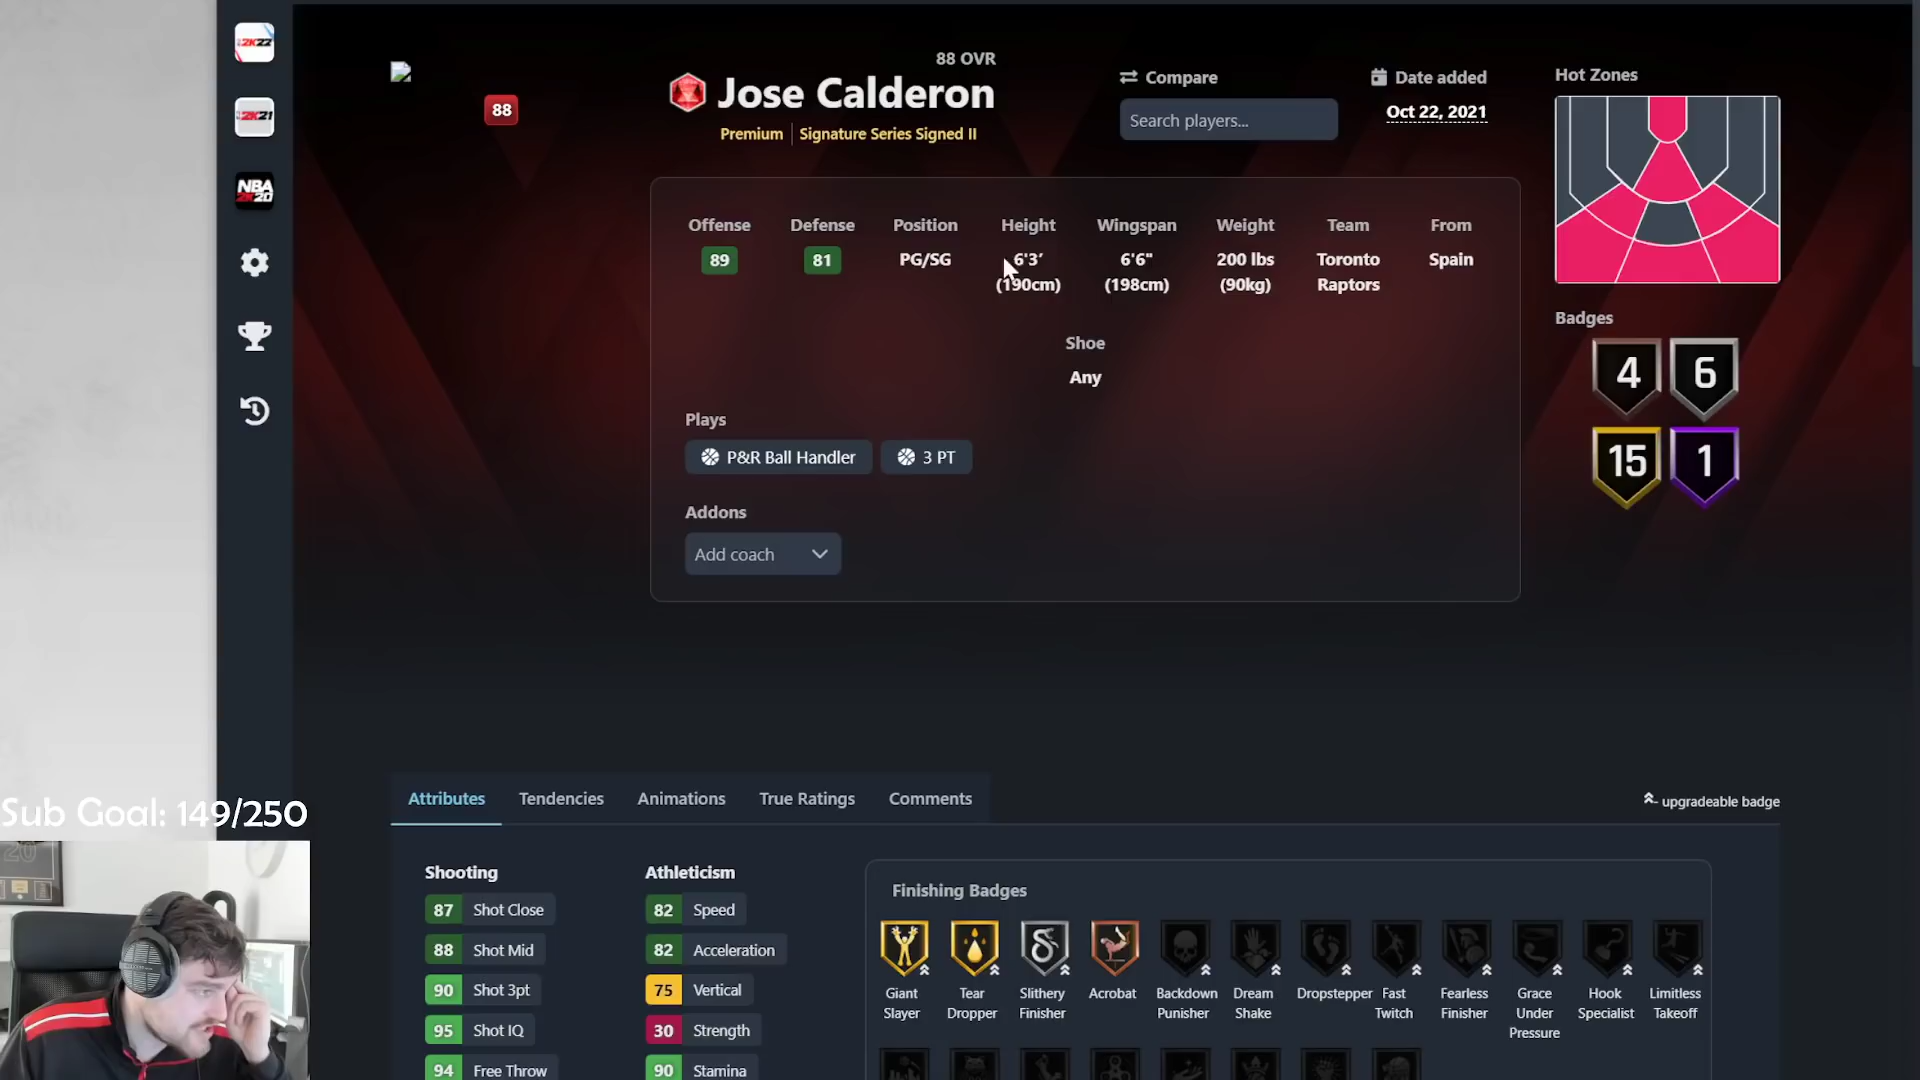 2K22
2K21
NBA
2K20
88 OVR
Jose Calderon
Premium | Signature Series Signed II
88
Compare
Search players...
Date added
Oct 22, 2021
Hot Zones
Offense
Defense
Position
Height
Wingspan
Weight
Team
From
89
81
PG/SG
6'3'
(190cm)
6'6"
(198cm)
200 lbs
(90kg)
Toronto
Raptors
Spain
Shoe
Any
Plays
P&R Ball Handler
3 PT
Addons
Add coach
Badges
4
6
15
1
Attributes
Tendencies
Animations
True Ratings
Comments
upgradeable badge
Shooting
87 Shot Close
88 Shot Mid
90 Shot 3pt
95 Shot IQ
94 Free Throw
Athleticism
82 Speed
82 Acceleration
75 Vertical
30 Strength
90 Stamina
Finishing Badges
Giant
Slayer
Tear
Dropper
Slithery
Finisher
Acrobat
Backdown
Punisher
Dream
Shake
Dropstepper
Fast
Twitch
Fearless
Finisher
Grace
Under
Pressure
Hook
Specialist
Limitless
Takeoff
Sub Goal: 149/250
20